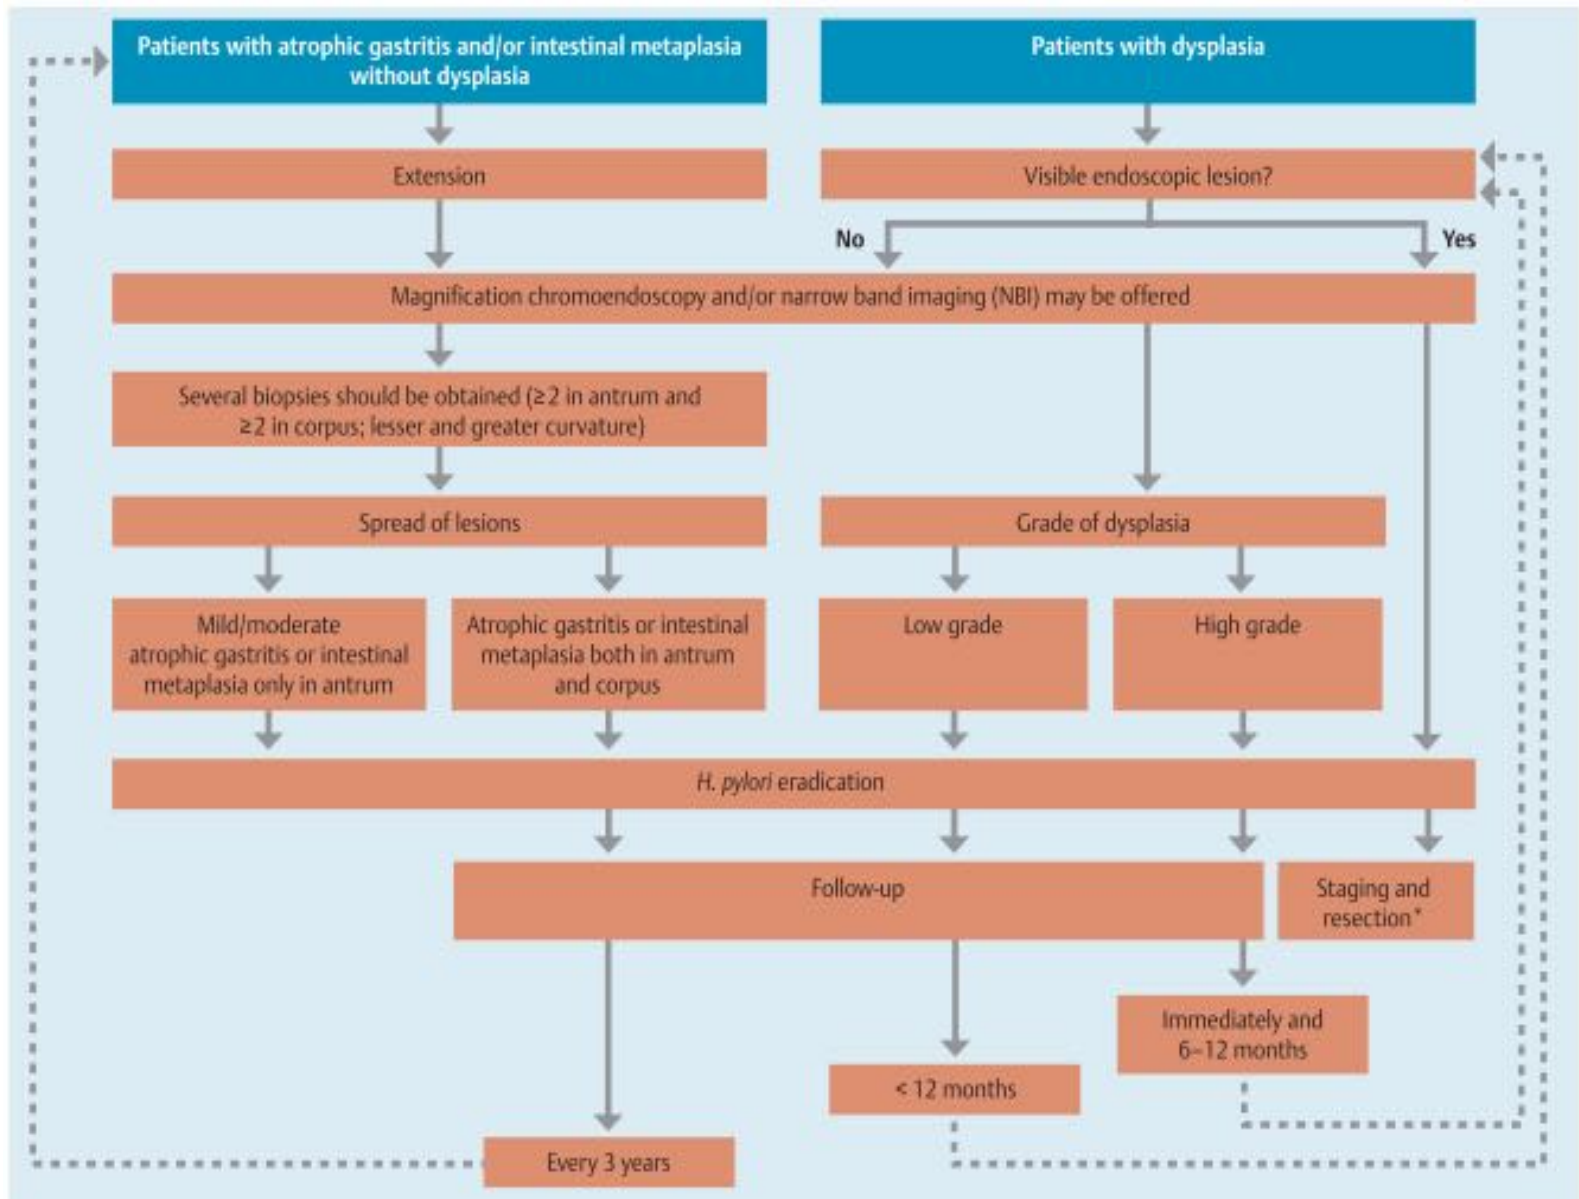 Patients with atrophic gastritis and/or intestinal metaplasia
without dysplasia
Patients with dysplasia
Extension
Visible endoscopic lesion?
No
Yes
Magnification chromoendoscopy and/or narrow band imaging (NBI) may be offered
Several biopsies should be obtained (≥2 in antrum and
≥2 in corpus; lesser and greater curvature)
Spread of lesions
Grade of dysplasia
Mild/moderate
atrophic gastritis or intestinal
metaplasia only in antrum
Atrophic gastritis or intestinal
metaplasia both in antrum
and corpus
Low grade
High grade
H. pylori eradication
Follow-up
Staging and
resection*
Immediately and
6–12 months
< 12 months
Every 3 years